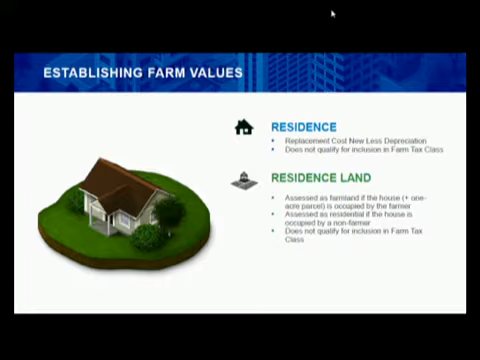 ESTABLISHING FARM VALUES
RESIDENCE
Replacement Cost New Less Depreciation
Does not qualify for inclusion in Farm Tax Class
RESIDENCE LAND
Assessed as farmland if the house (+ one-
acre parcel) is occupied by the farmer
Assessed as residential if the house is
occupied by a non-farmer
Does not qualify for inclusion in Farm Tax
Class